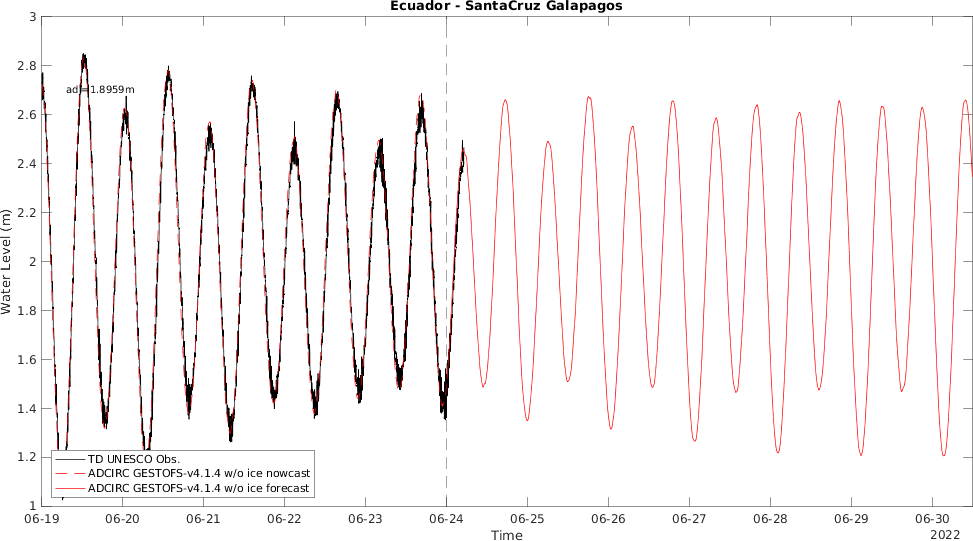 Ecuador - SantaCruz Galapagos
3
2.8
2.6
2.4
2.2
2
1.8
1.6
1.4
1.2
1
Water Level (m)
adj=1.8959m
TD UNESCO Obs.
ADCIRC GESTOFS-v4.1.4 w/o ice nowcast
ADCIRC GESTOFS-v4.1.4 w/o ice forecast
06-19 06-20 06-21 06-22 06-23 06-24 06-25 06-26 06-27 06-28 06-29 06-30
Time
2022